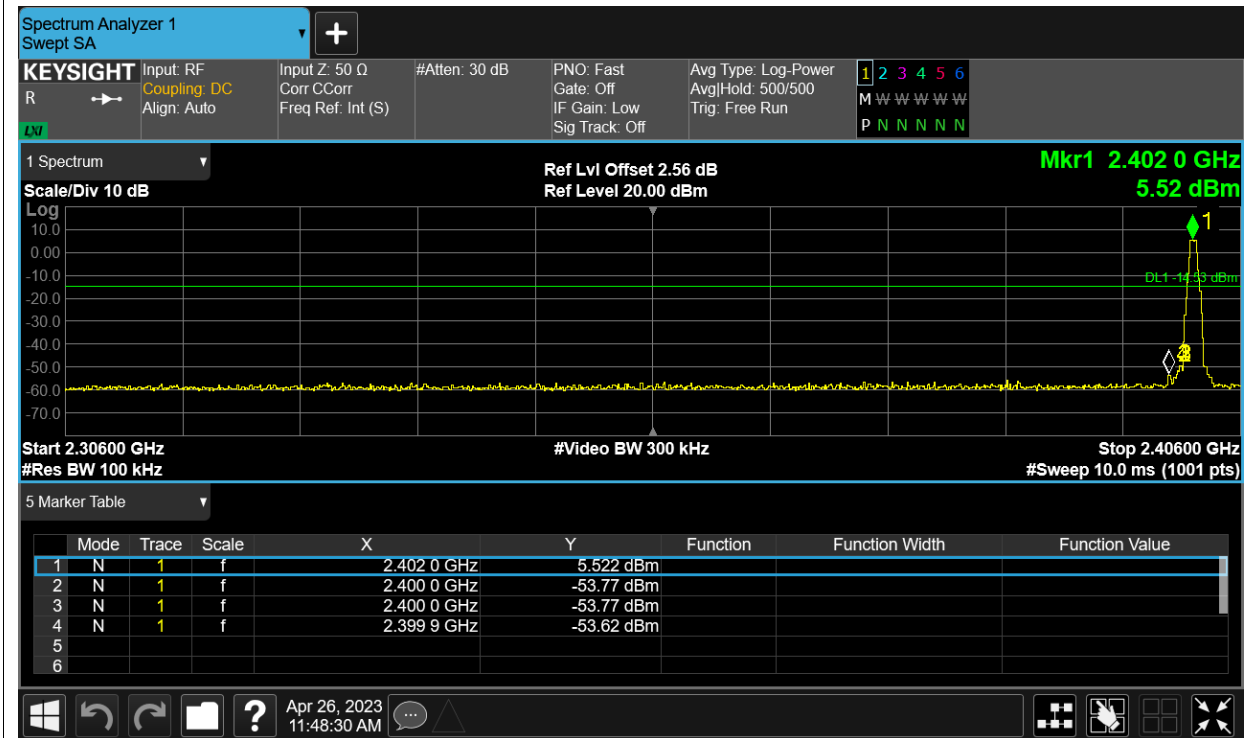 Spectrum Analyzer 1
Swept SA
+
KEYSIGHT Input: RF Input Z: 50 Ω #Atten: 30 dB PNO: Fast Avg Type: Log-Power 1 2 3 4 5 6
R Coupling: DC Corr CCorr Gate: Off Avg|Hold: 500/500 M W W W W W
Align: Auto Freq Ref: Int (S) IF Gain: Low Trig: Free Run
LXI Sig Track: Off P N N N N N
1 Spectrum Ref Lvl Offset 2.56 dB Mkr1 2.402 0 GHz
Scale/Div 10 dB Ref Level 20.00 dBm 5.52 dBm
Log
1
10.0
0.00
-10.0
DL1 -14.53 dBm
-20.0
-30.0
-40.0
-50.0
-60.0
-70.0
Start 2.30600 GHz #Video BW 300 kHz Stop 2.40600 GHz
#Res BW 100 kHz #Sweep 10.0 ms (1001 pts)
5 Marker Table
Mode Trace Scale X Y Function Function Width Function Value
1 N 1 f 2.402 0 GHz 5.522 dBm
2 N 1 f 2.400 0 GHz -53.77 dBm
3 N 1 f 2.400 0 GHz -53.77 dBm
4 N 1 f 2.399 9 GHz -53.62 dBm
5
6
? Apr 26, 2023
11:48:30 AM